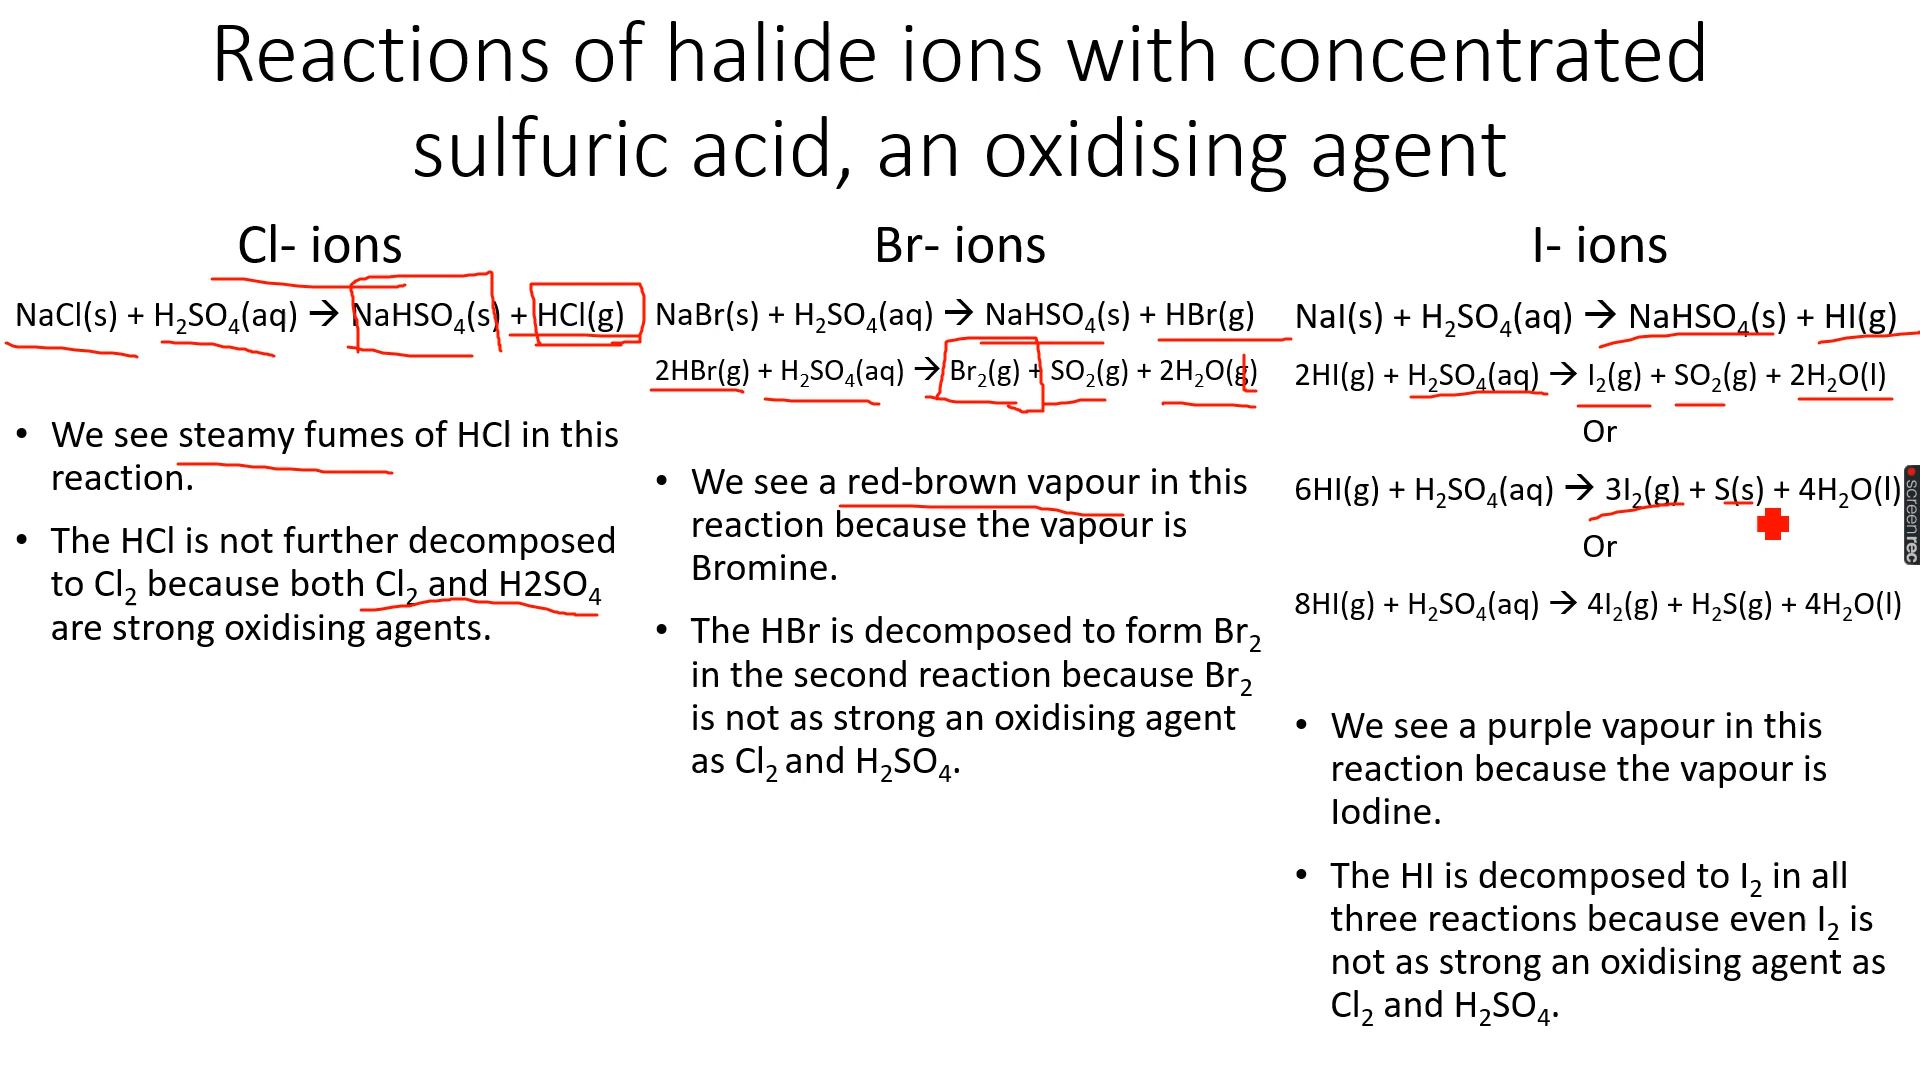 Reactions of halide ions with concentrated
sulfuric acid, an oxidising agent
Cl- ions
NaCl(s) + H₂SO₄(aq) → NaHSO₄(s) + HCl(g)
• We see steamy fumes of HCl in this
reaction.
• The HCl is not further decomposed
to Cl₂ because both Cl₂ and H2SO₄
are strong oxidising agents.
Br- ions
NaBr(s) + H₂SO₄(aq) → NaHSO₄(s) + HBr(g)
2HBr(g) + H₂SO₄(aq) → Br₂(g) + SO₂(g) + 2H₂O(g)
• We see a red-brown vapour in this
reaction because the vapour is
Bromine.
• The HBr is decomposed to form Br₂
in the second reaction because Br₂
is not as strong an oxidising agent
as Cl₂ and H₂SO₄.
I- ions
NaI(s) + H₂SO₄(aq) → NaHSO₄(s) + HI(g)
2HI(g) + H₂SO₄(aq) → I₂(g) + SO₂(g) + 2H₂O(l)
Or
6HI(g) + H₂SO₄(aq) → 3I₂(g) + S(s) + 4H₂O(l)
Or
8HI(g) + H₂SO₄(aq) → 4I₂(g) + H₂S(g) + 4H₂O(l)
• We see a purple vapour in this
reaction because the vapour is
Iodine.
• The HI is decomposed to I₂ in all
three reactions because even I₂ is
not as strong an oxidising agent as
Cl₂ and H₂SO₄.
screenrec